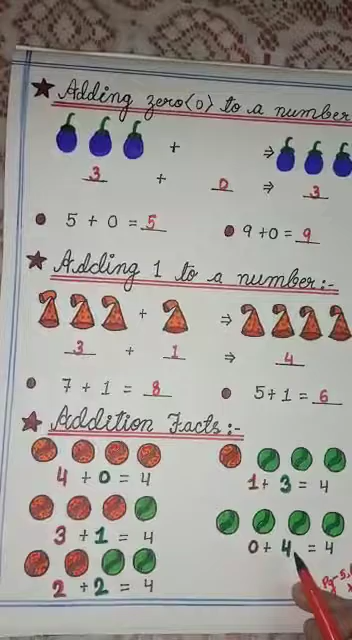 Adding zero(0) to a number
+ ⇒
3 + 0 ⇒ 3
5 + 0 = 5
9 + 0 = 9
Adding 1 to a number:-
+ ⇒
3 + 1 ⇒ 4
7 + 1 = 8
5 + 1 = 6
Addition Facts:-
4 + 0 = 4
1 + 3 = 4
3 + 1 = 4
0 + 4 = 4
2 + 2 = 4